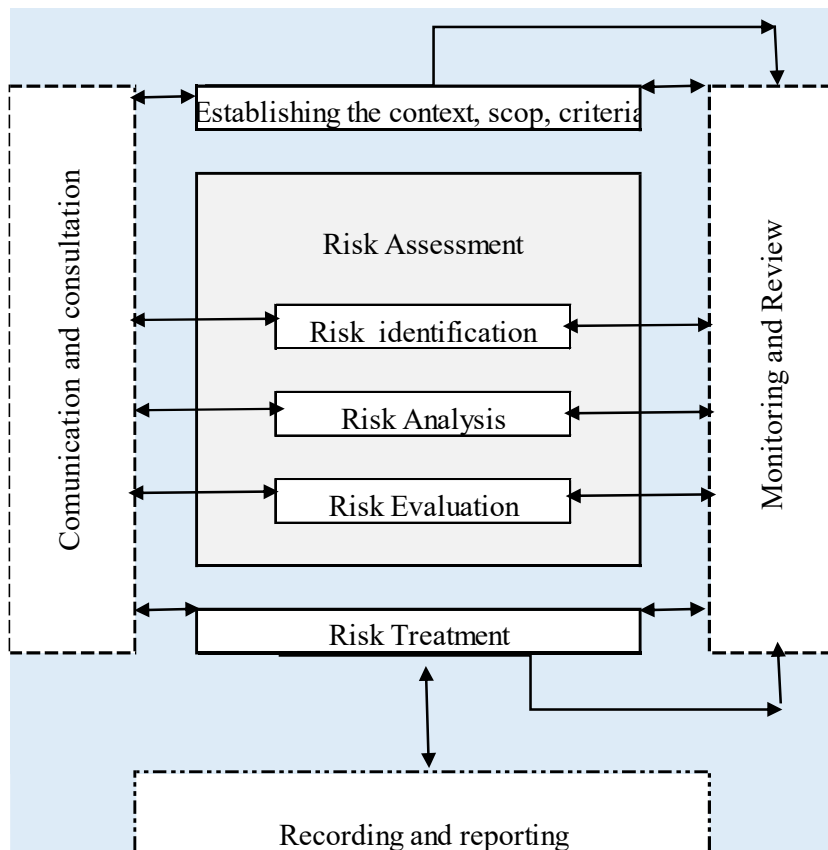 Establishing the context, scop, criteria
Comunication and consultation
Risk Assessment
Risk identification
Risk Analysis
Risk Evaluation
Monitoring and Review
Risk Treatment
Recording and reporting